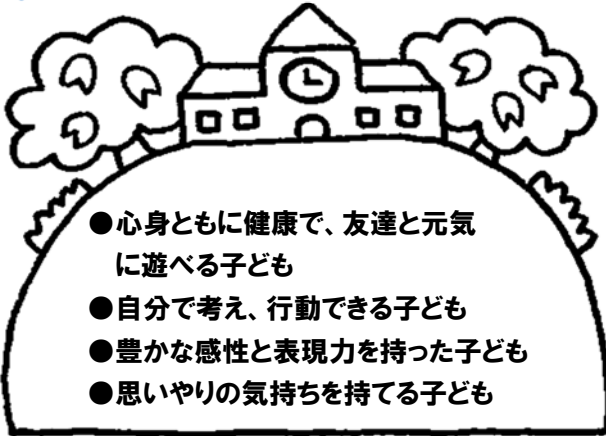 ●心身ともに健康で、友達と元気
に遊べる子ども
●自分で考え、行動できる子ども
●豊かな感性と表現力を持った子ども
●思いやりの気持ちを持てる子ども